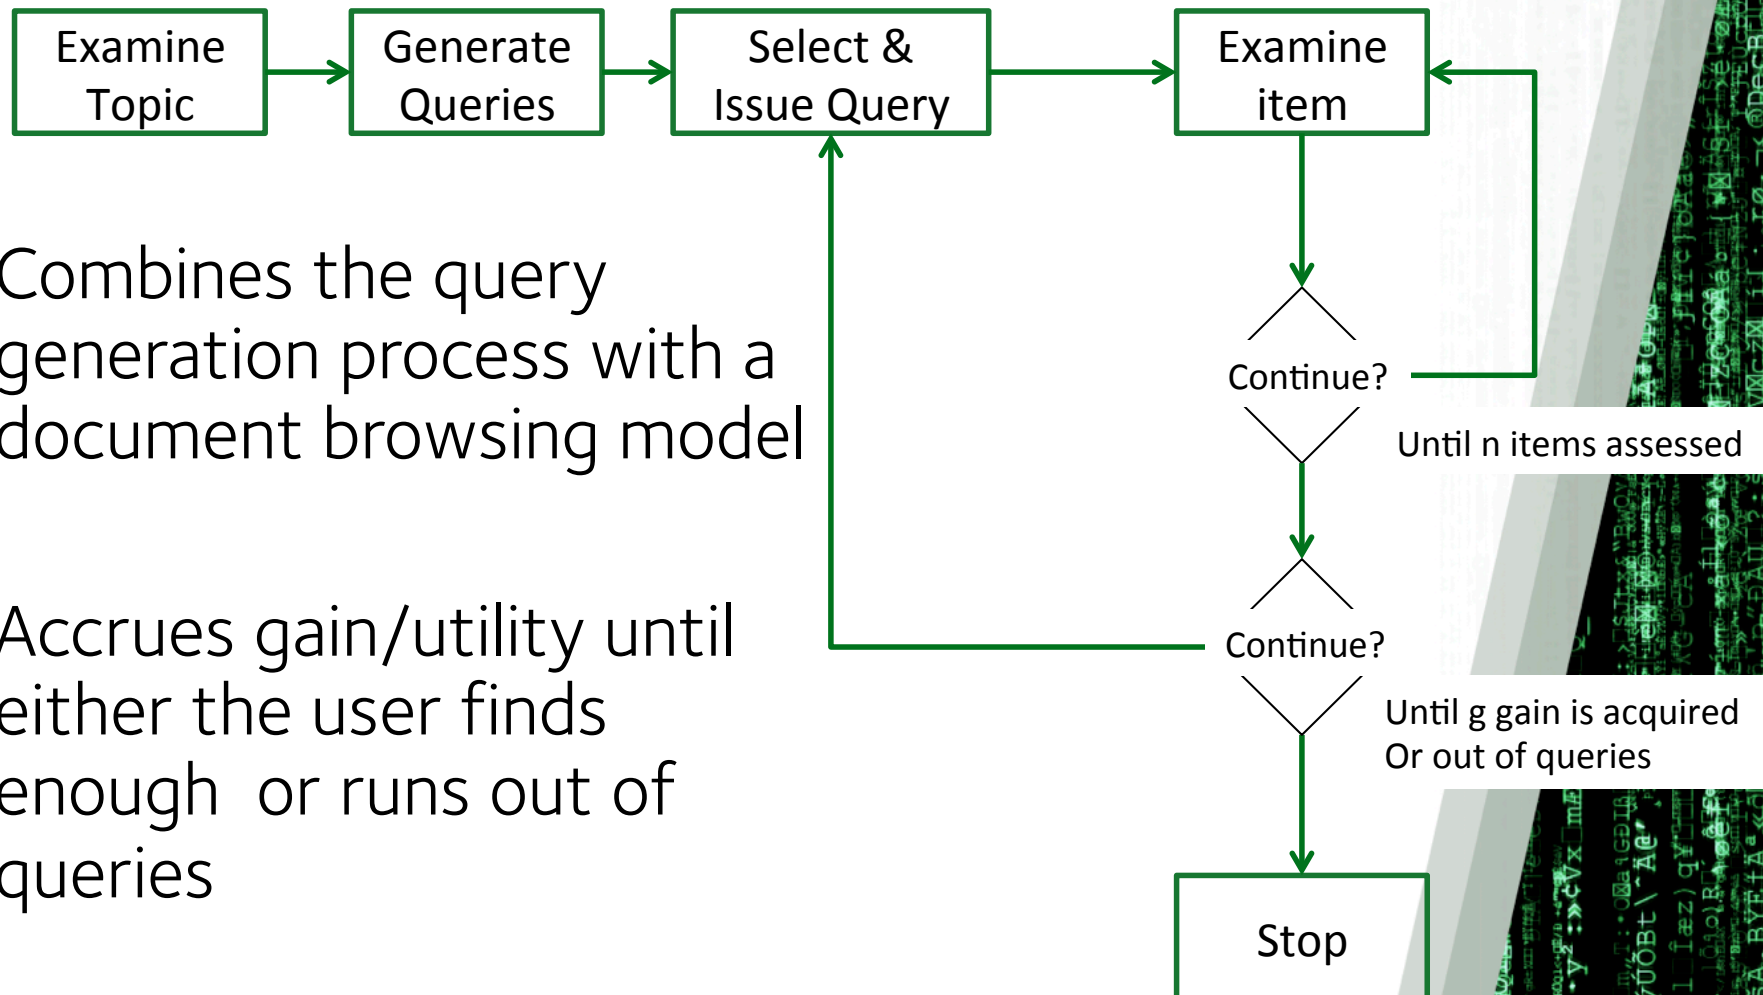 Examine
Topic
Generate
Queries
Select &
Issue Query
Examine
item
Combines the query
generation process with a
document browsing model
Continue?
Until n items assessed
Accrues gain/utility until
either the user finds
enough or runs out of
queries
Continue?
Until g gain is acquired
Or out of queries
Stop